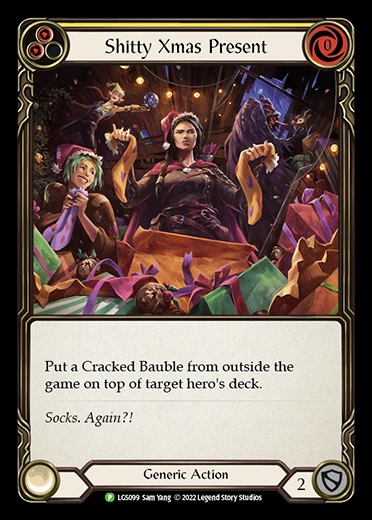 Shitty Xmas Present
0
Put a Cracked Bauble from outside the
game on top of target hero's deck.
Socks. Again?!
Generic Action
2
P LGS099 Sam Yang © 2022 Legend Story Studios